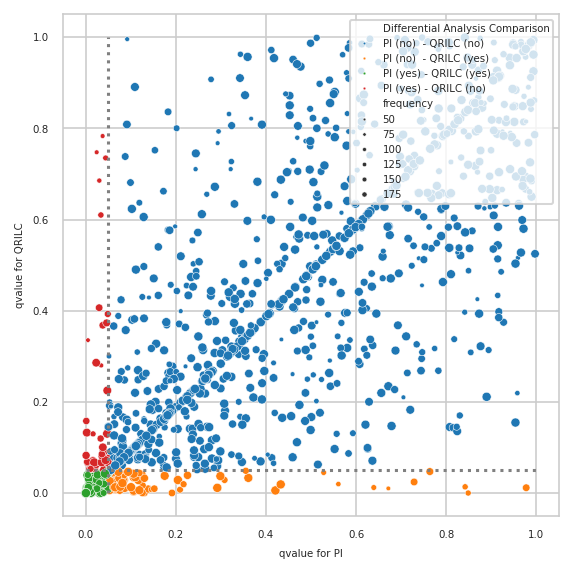 Differential Analysis Comparison
PI (no)  - QRILC (no)
PI (no)  - QRILC (yes)
PI (yes) - QRILC (yes)
PI (yes) - QRILC (no)
frequency
50
75
100
125
150
175
1.0
0.8
0.6
0.4
0.2
0.0
qvalue for QRILC
0.0 0.2 0.4 0.6 0.8 1.0
qvalue for PI